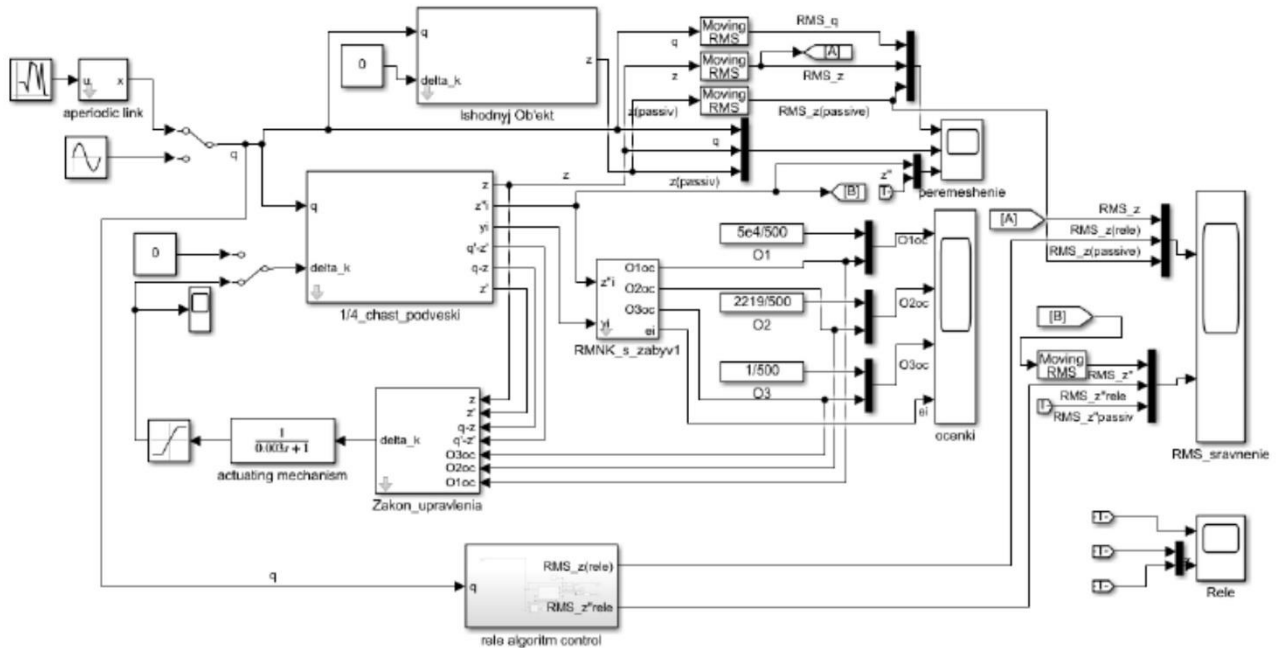 u
x
aperiodic link
q
0
q
delta_k
z
Ishodnyj Ob'ekt
q
Moving
RMS
RMS_q
z
Moving
RMS
[A]
RMS_z
z(passiv)
Moving
RMS
RMS_z(passive)
q
z(passiv)
z*
[B]
peremeshenie
0
q
delta_k
z
z"i
yi
q'-z'
q-z
z'
1/4_chast_podveski
z
z"i
yi
O1oc
O2oc
O3oc
ei
RMNK_s_zabyv1
5e4/500
O1
2219/500
O2
1/500
O3
O1oc
O2oc
O3oc
ei
ocenki
[A]
RMS_z
RMS_z(rele)
RMS_z(passive)
[B]
Moving
RMS
RMS_z"
RMS_z"rele
RMS_z"passiv
RMS_sravnenie
1
0.003s + 1
actuating mechanism
delta_k
z
z'
q-z
q'-z'
O3oc
O2oc
O1oc
Zakon_upravlenia
q
q
RMS_z(rele)
RMS_z"rele
rele algoritm control
Rele